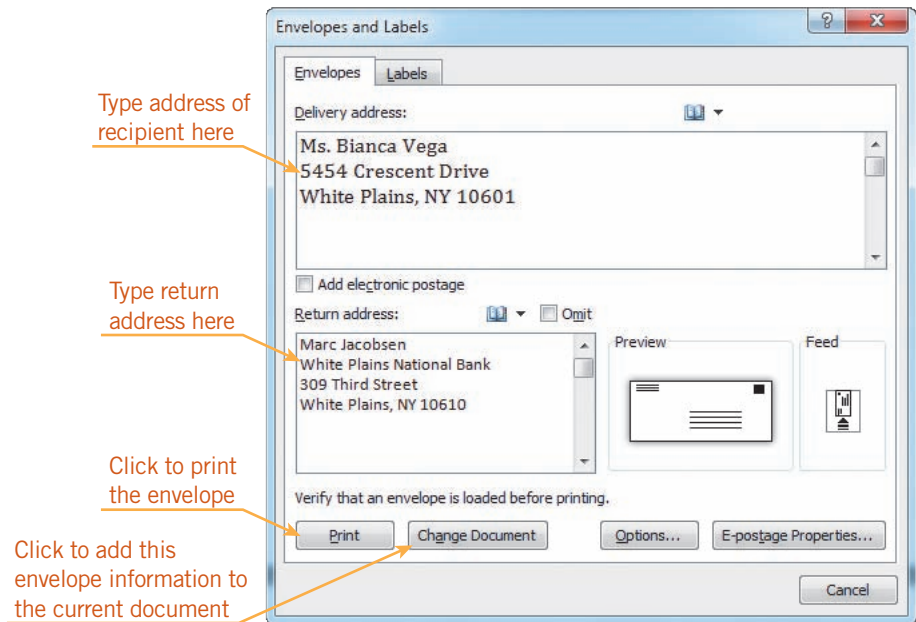 Envelopes and Labels
Envelopes
Labels
Type address of
recipient here
Delivery address:
Ms. Bianca Vega
5454 Crescent Drive
White Plains, NY 10601
Add electronic postage
Type return
address here
Return address:
Omit
Marc Jacobsen
White Plains National Bank
309 Third Street
White Plains, NY 10610
Preview
Feed
Click to print
the envelope
Verify that an envelope is loaded before printing.
Print
Change Document
Options...
E-postage Properties...
Click to add this
envelope information to
the current document
Cancel